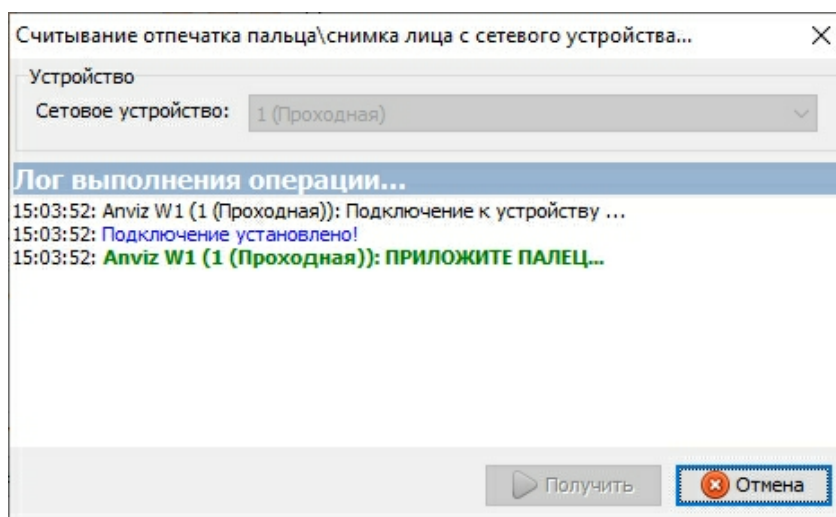 Считывание отпечатка пальца\снимка лица с сетевого устройства...
Устройство
Сетовое устройство: 1 (Проходная)
Лог выполнения операции...
15:03:52: Anviz W1 (1 (Проходная)): Подключение к устройству ...
15:03:52: Подключение установлено!
15:03:52: Anviz W1 (1 (Проходная)): ПРИЛОЖИТЕ ПАЛЕЦ...
Получить Отмена